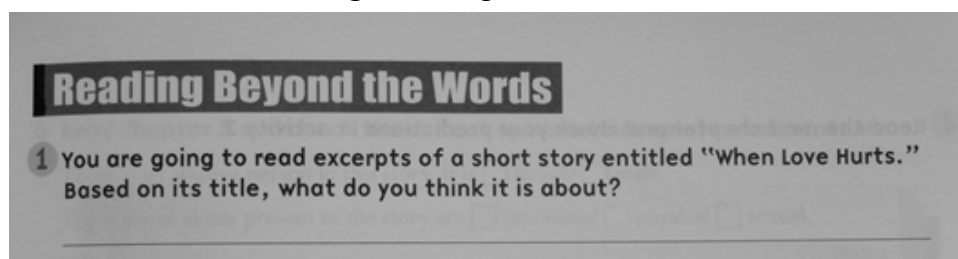 Reading Beyond the Words
1 You are going to read excerpts of a short story entitled "When Love Hurts."
Based on its title, what do you think it is about?